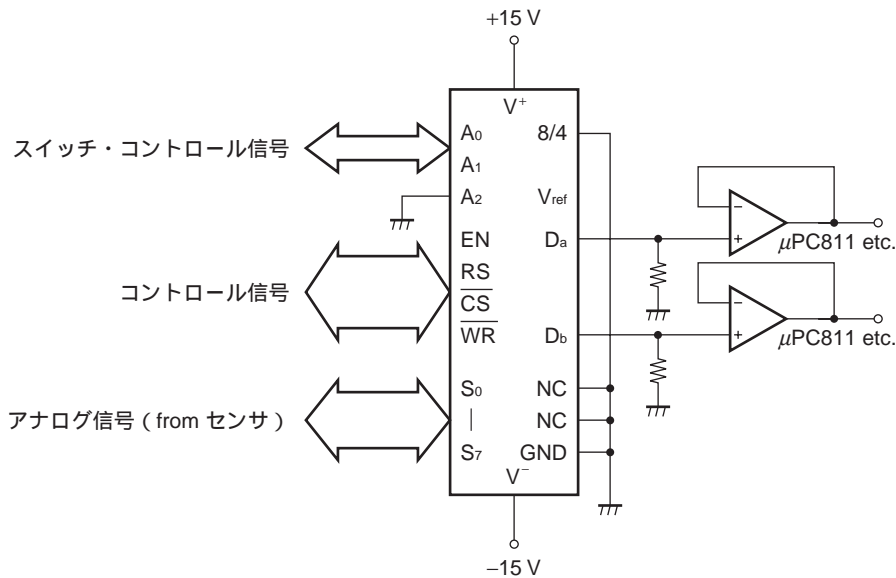 +15 V
V+
スイッチ・コントロール信号
A0
8/4
A1
A2
Vref
EN
Da
μPC811 etc.
RS
コントロール信号
CS
WR
Db
μPC811 etc.
S0
NC
アナログ信号（from センサ）
NC
S7
GND
V−
−15 V
−
+
−
+